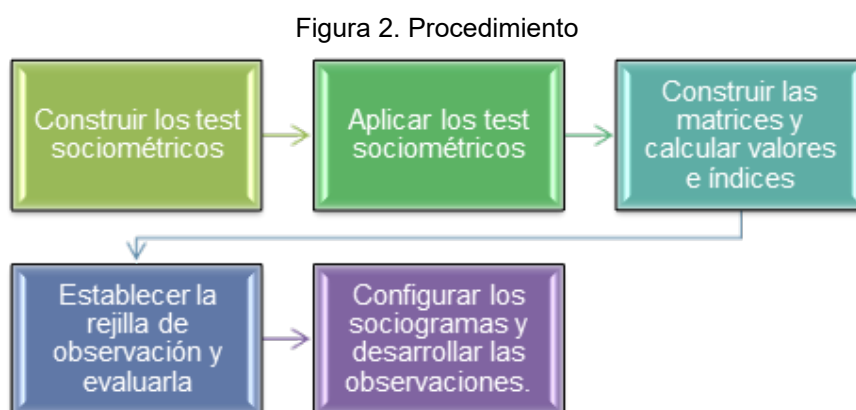 Figura 2. Procedimiento
Construir los test
sociométricos
Aplicar los test
sociométricos
Construir las
matrices y
calcular valores
e índices
Establecer la
rejilla de
observación y
evaluarla
Configurar los
sociogramas y
desarrollar las
observaciones.